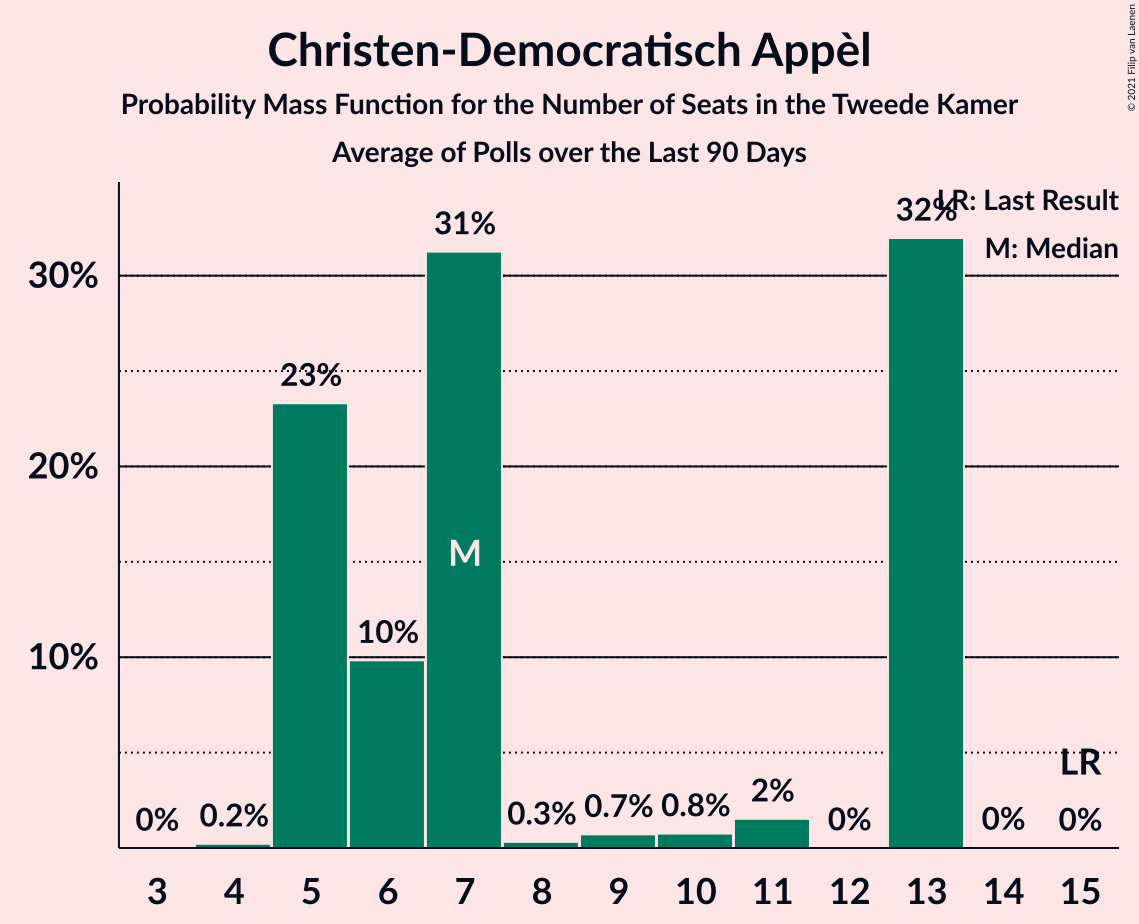 Christen-Democratisch Appèl
Probability Mass Function for the Number of Seats in the Tweede Kamer
Average of Polls over the Last 90 Days
© 2021 Filip van Laenen
LR: Last Result
M: Median
30%
20%
10%
0%
0.2%
23%
10%
31%
M
0.3%
0.7%
0.8%
2%
0%
32%
0%
LR
0%
3 4 5 6 7 8 9 10 11 12 13 14 15